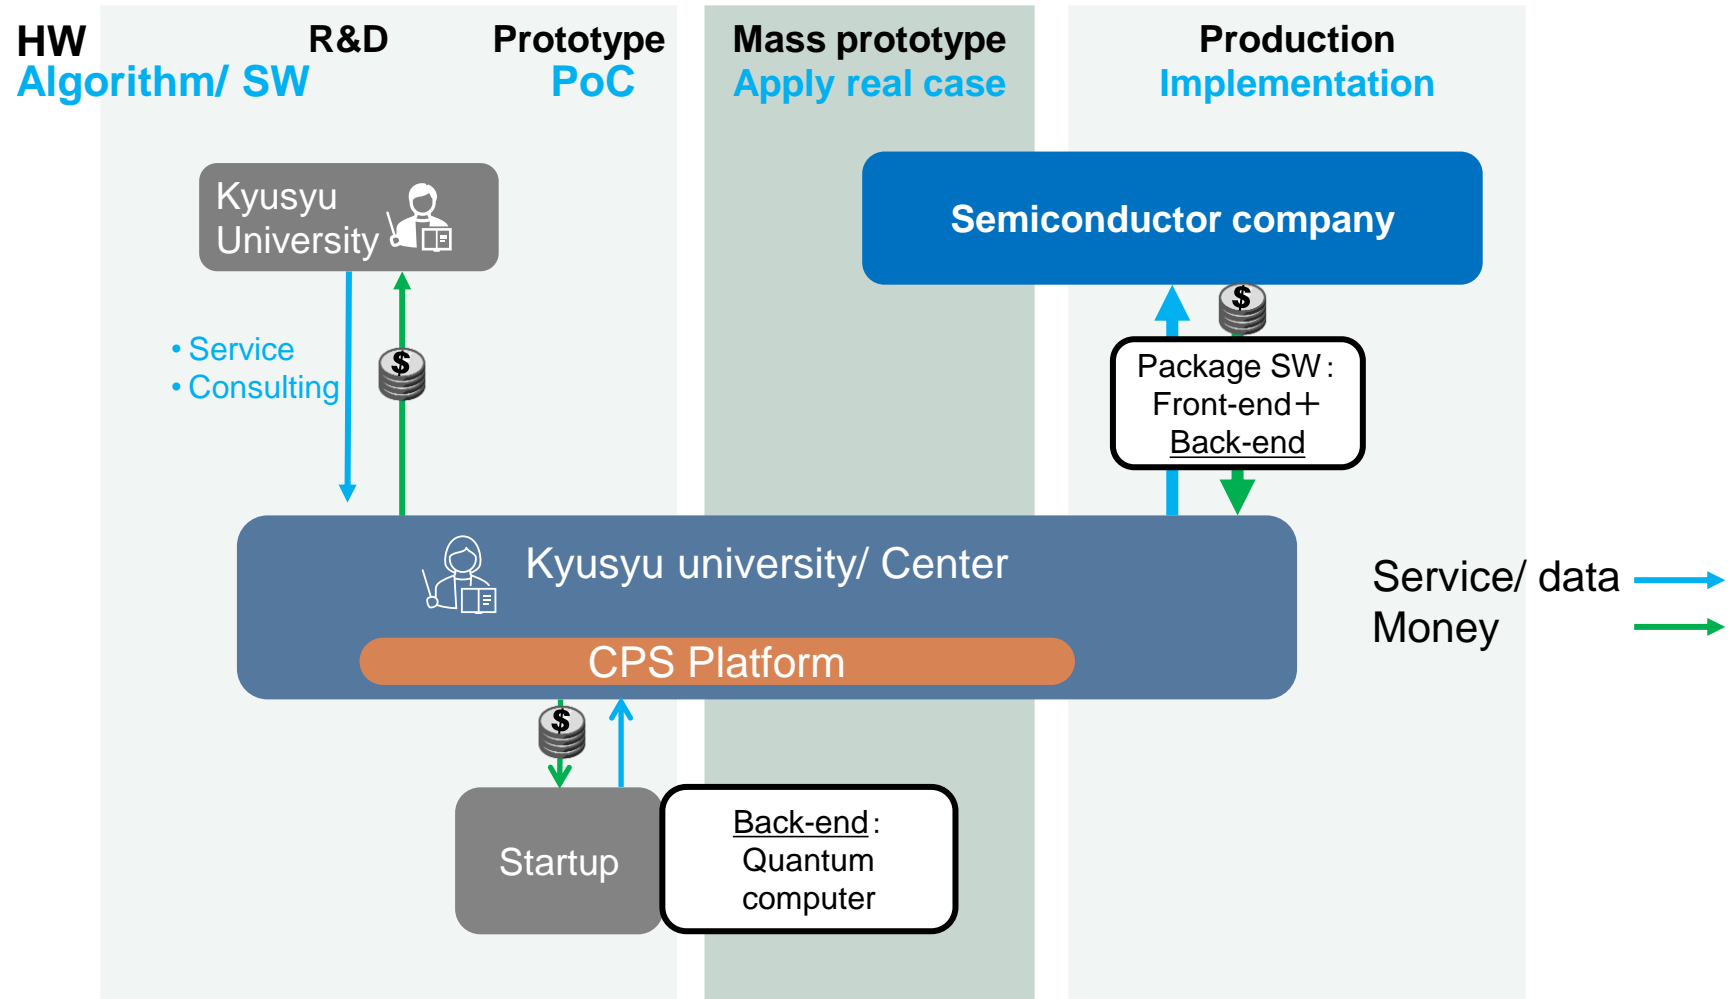 HW R&D Prototype Mass prototype Production
Algorithm/ SW PoC Apply real case Implementation
Kyusyu
University
Semiconductor company
$
• Service
• Consulting
$
Package SW：
Front-end＋
Back-end
Kyusyu university/ Center
CPS Platform
Service/ data
Money
$
Startup
Back-end：
Quantum
computer